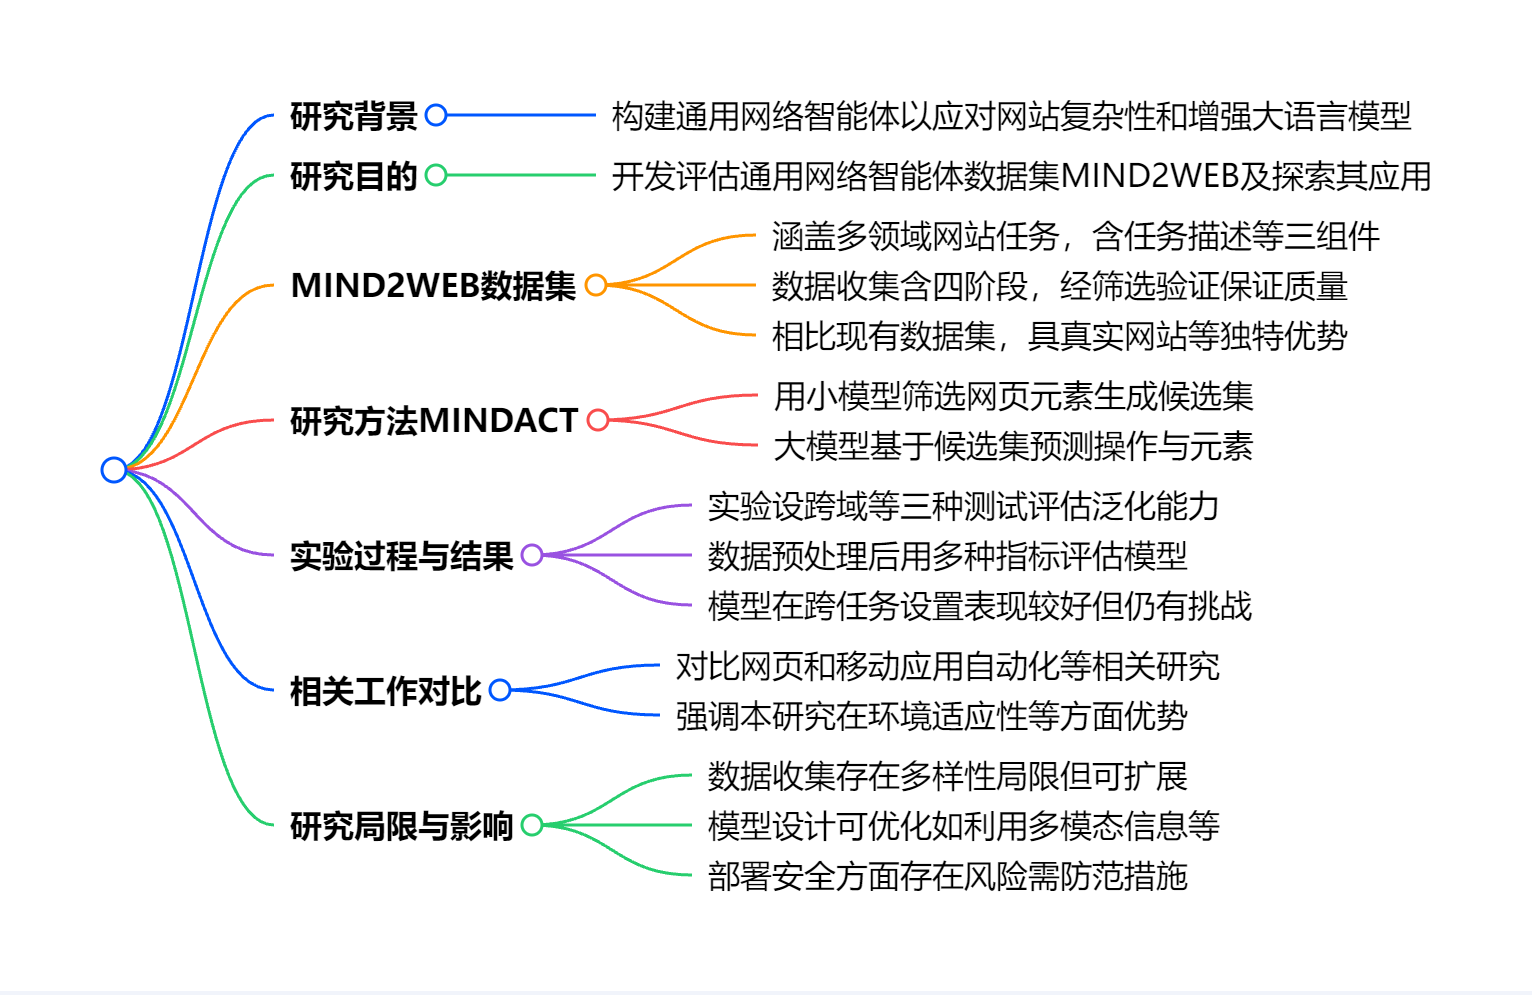 研究背景
构建通用网络智能体以应对网站复杂性和增强大语言模型
研究目的
开发评估通用网络智能体数据集MIND2WEB及探索其应用
MIND2WEB数据集
涵盖多领域网站任务，含任务描述等三组件
数据收集含四阶段，经筛选验证保证质量
相比现有数据集，具真实网站等独特优势
研究方法MINDACT
用小模型筛选网页元素生成候选集
大模型基于候选集预测操作与元素
实验过程与结果
实验设跨域等三种测试评估泛化能力
数据预处理后用多种指标评估模型
模型在跨任务设置表现较好但仍有挑战
相关工作对比
对比网页和移动应用自动化等相关研究
强调本研究在环境适应性等方面优势
研究局限与影响
数据收集存在多样性局限但可扩展
模型设计可优化如利用多模态信息等
部署安全方面存在风险需防范措施